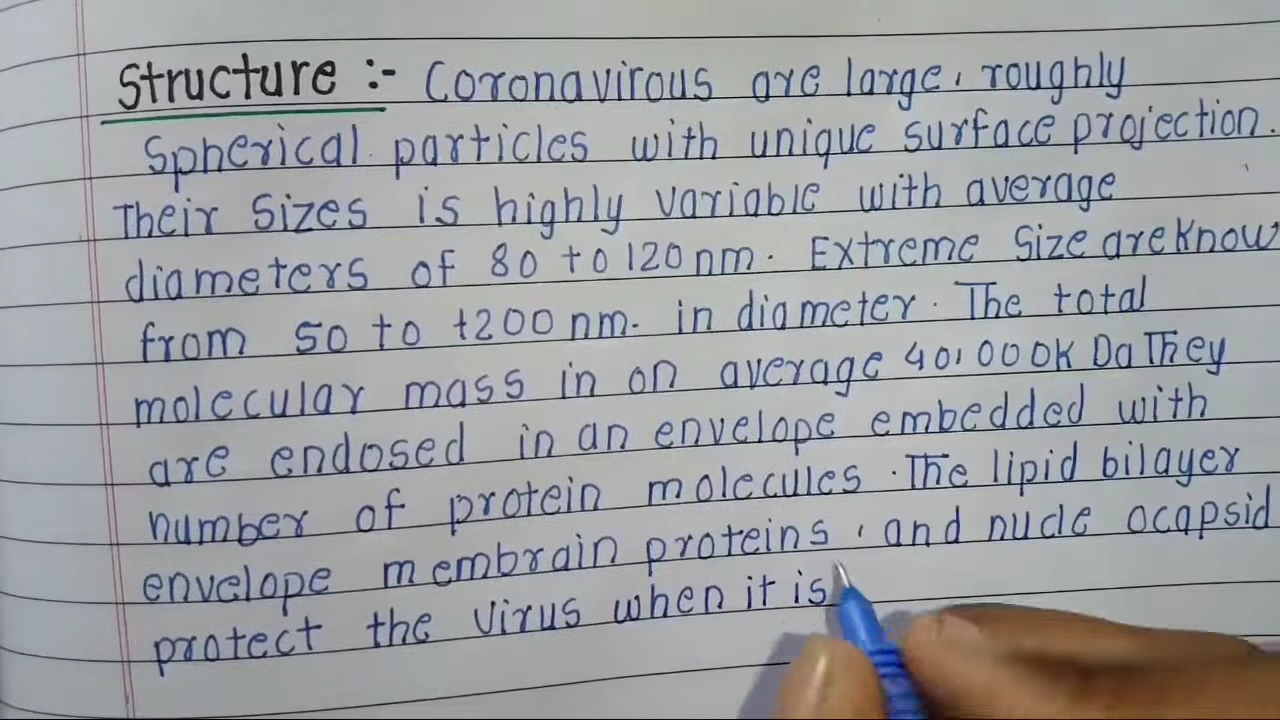 Structure :- Coronavirous are large, roughly
Spherical particles with unique surface projection.
Their Sizes is highly variable with average
diameters of 80 to 120 nm. Extreme Size are Know
from 50 to +200 nm. in diameter. The total
molecular mass in on average 40,000K Da They
are endosed in an envelope embedded with
number of protein molecules. The lipid bilayer
envelope membrain proteins, and nucle ocapsid
protect the virus when it is